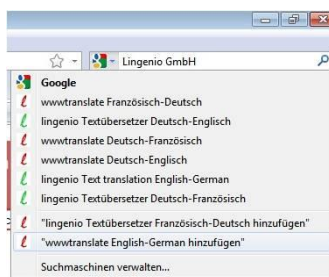 Lingenio GmbH
Google
wwwtranslate Französisch-Deutsch
lingenio Textübersetzer Deutsch-Englisch
wwwtranslate Deutsch-Französisch
wwwtranslate Deutsch-Englisch
lingenio Text translation English-German
lingenio Textübersetzer Deutsch-Französisch
"lingenio Textübersetzer Französisch-Deutsch hinzufügen"
"wwwtranslate English-German hinzufügen"
Suchmaschinen verwalten...